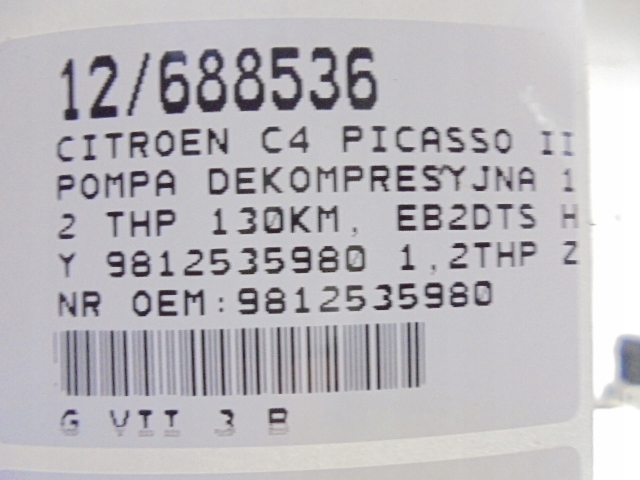 12/688536
CITROEN C4 PICASSO II
POMPA DEKOMPRESYJNA 1
2 THP 130KM, EB2DTS H
Y 9812535980 1,2THP Z
NR OEM:9812535980
G VII 3 B